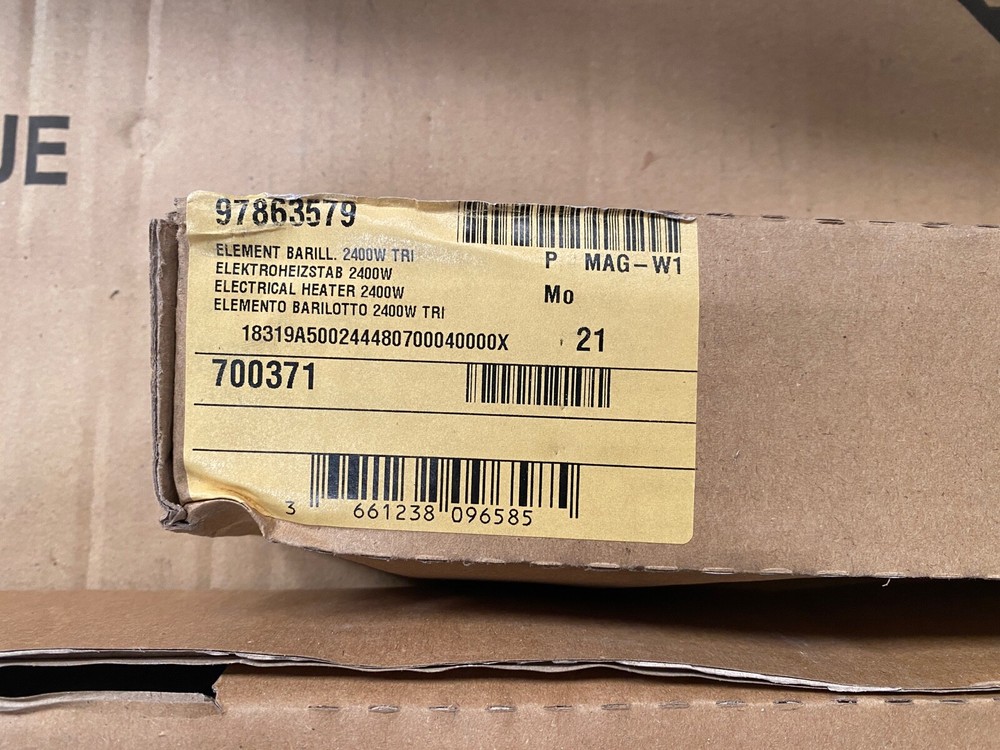 UE
97863579
ELEMENT BARILL. 2400W TRI
ELEKTROHEIZSTAB 2400W
ELECTRICAL HEATER 2400W
ELEMENTO BARILOTTO 2400W TRI
P MAG-W1
Mo
18319A500244480700040000X
21
700371
3 661238 096585